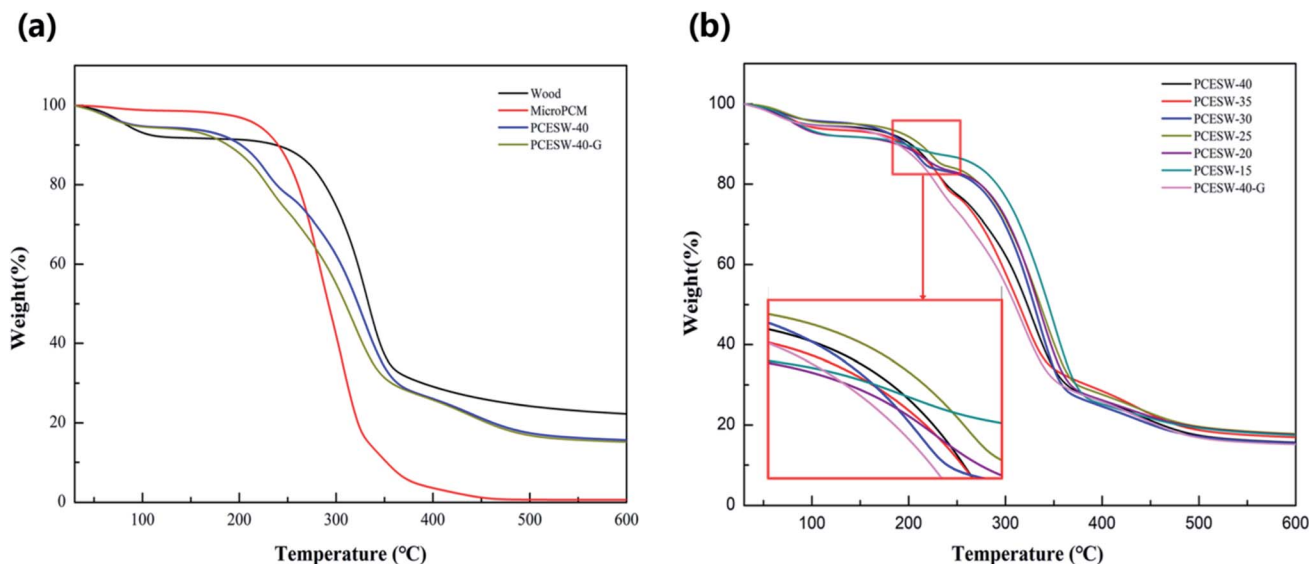 (a)
Weight(%)
100
80
60
40
20
0
100
200
300
400
500
600
Temperature (℃)
Wood
MicroPCM
PCESW-40
PCESW-40-G
(b)
Weight(%)
100
80
60
40
20
0
100
200
300
400
500
600
Temperature (℃)
PCESW-40
PCESW-35
PCESW-30
PCESW-25
PCESW-20
PCESW-15
PCESW-40-G